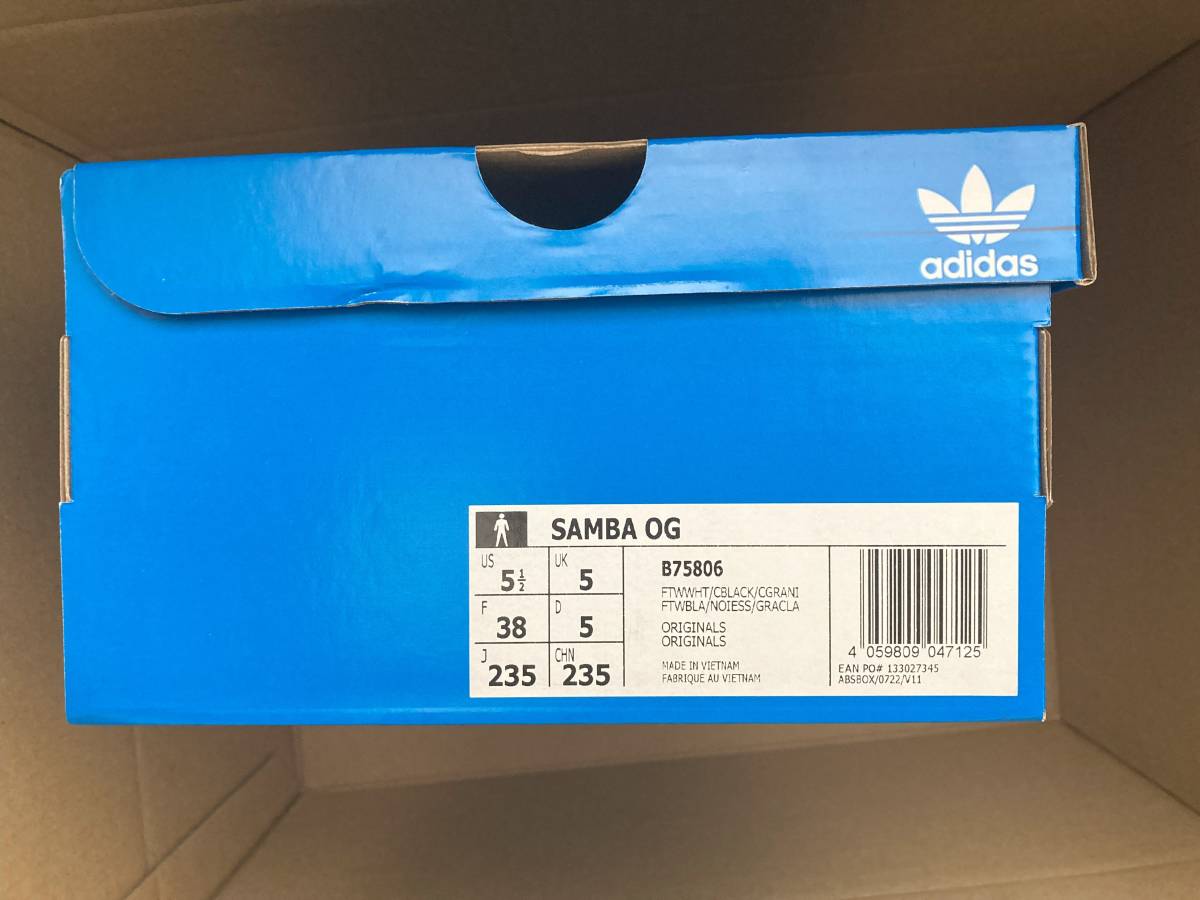 adidas
SAMBA OG
US
5½
UK
5
F
38
D
5
J
235
CHN
235
B75806
FTWWHT/CBLACK/CGRANI
FTWBLA/NOIESS/GRACLA
ORIGINALS
ORIGINALS
MADE IN VIETNAM
FABRIQUE AU VIETNAM
4 059809 047125
EAN PO# 133027345
ABSBOX/0722/V11